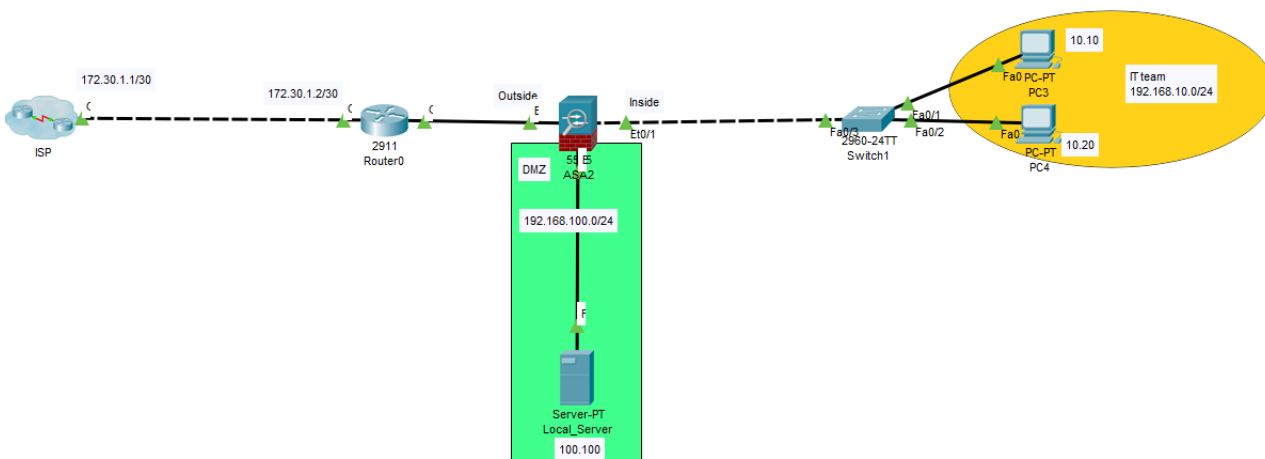 172.30.1.1/30
ISP
172.30.1.2/30
2911
Router0
Outside
Inside
Et0/1
ASA2
DMZ
192.168.100.0/24
Server-PT
Local_Server
100.100
Fa0/3
2960-24TT
Switch1
Fa0/1
Fa0/2
Fa0
PC-PT
PC3
10.10
IT team
192.168.10.0/24
Fa0
PC-PT
PC4
10.20